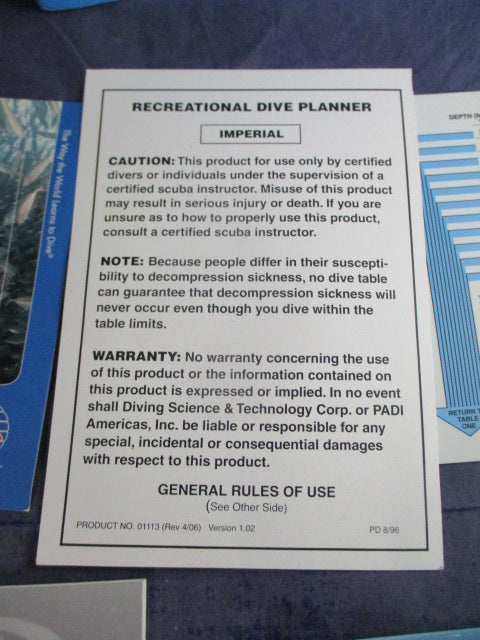 RECREATIONAL DIVE PLANNER
IMPERIAL
CAUTION: This product for use only by certified
divers or individuals under the supervision of a
certified scuba instructor. Misuse of this product
may result in serious injury or death. If you are
unsure as to how to properly use this product,
consult a certified scuba instructor.
NOTE: Because people differ in their suscepti-
bility to decompression sickness, no dive table
can guarantee that decompression sickness will
never occur even though you dive within the
table limits.
WARRANTY: No warranty concerning the use
of this product or the information contained on
this product is expressed or implied. In no event
shall Diving Science & Technology Corp. or PADI
Americas, Inc. be liable or responsible for any
special, incidental or consequential damages
with respect to this product.
GENERAL RULES OF USE
(See Other Side)
PRODUCT NO. 01113 (Rev 4/06) Version 1.02
PD 8/96
The Way the World Learns to Dive®
DEPTH
RETURN
TABLE
ONE